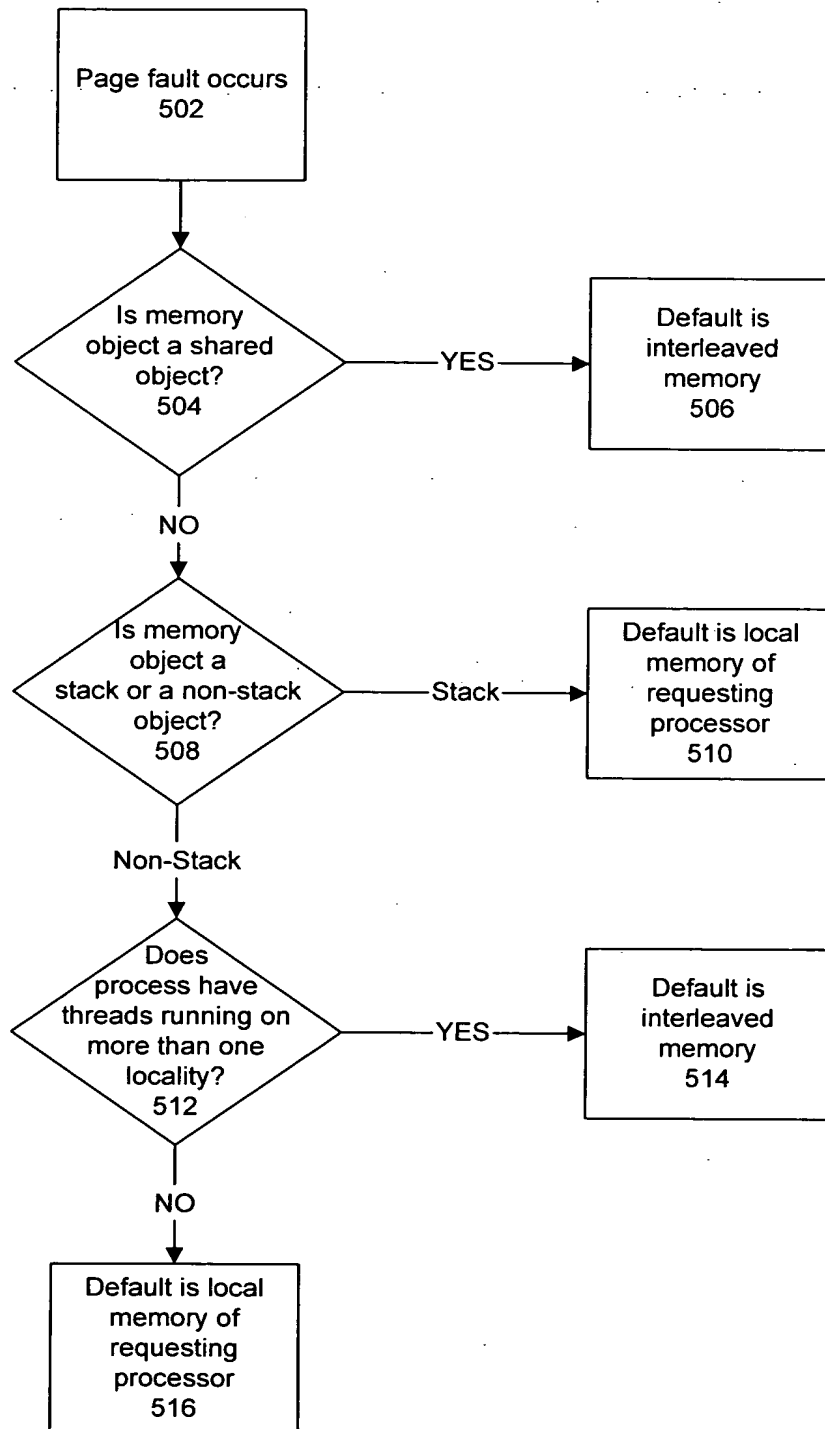 Page fault occurs
502
Is memory
object a shared
object?
504
YES
Default is
interleaved
memory
506
NO
Is memory
object a
stack or a non-stack
object?
508
Stack
Default is local
memory of
requesting
processor
510
Non-Stack
Does
process have
threads running on
more than one
locality?
512
YES
Default is
interleaved
memory
514
NO
Default is local
memory of
requesting
processor
516